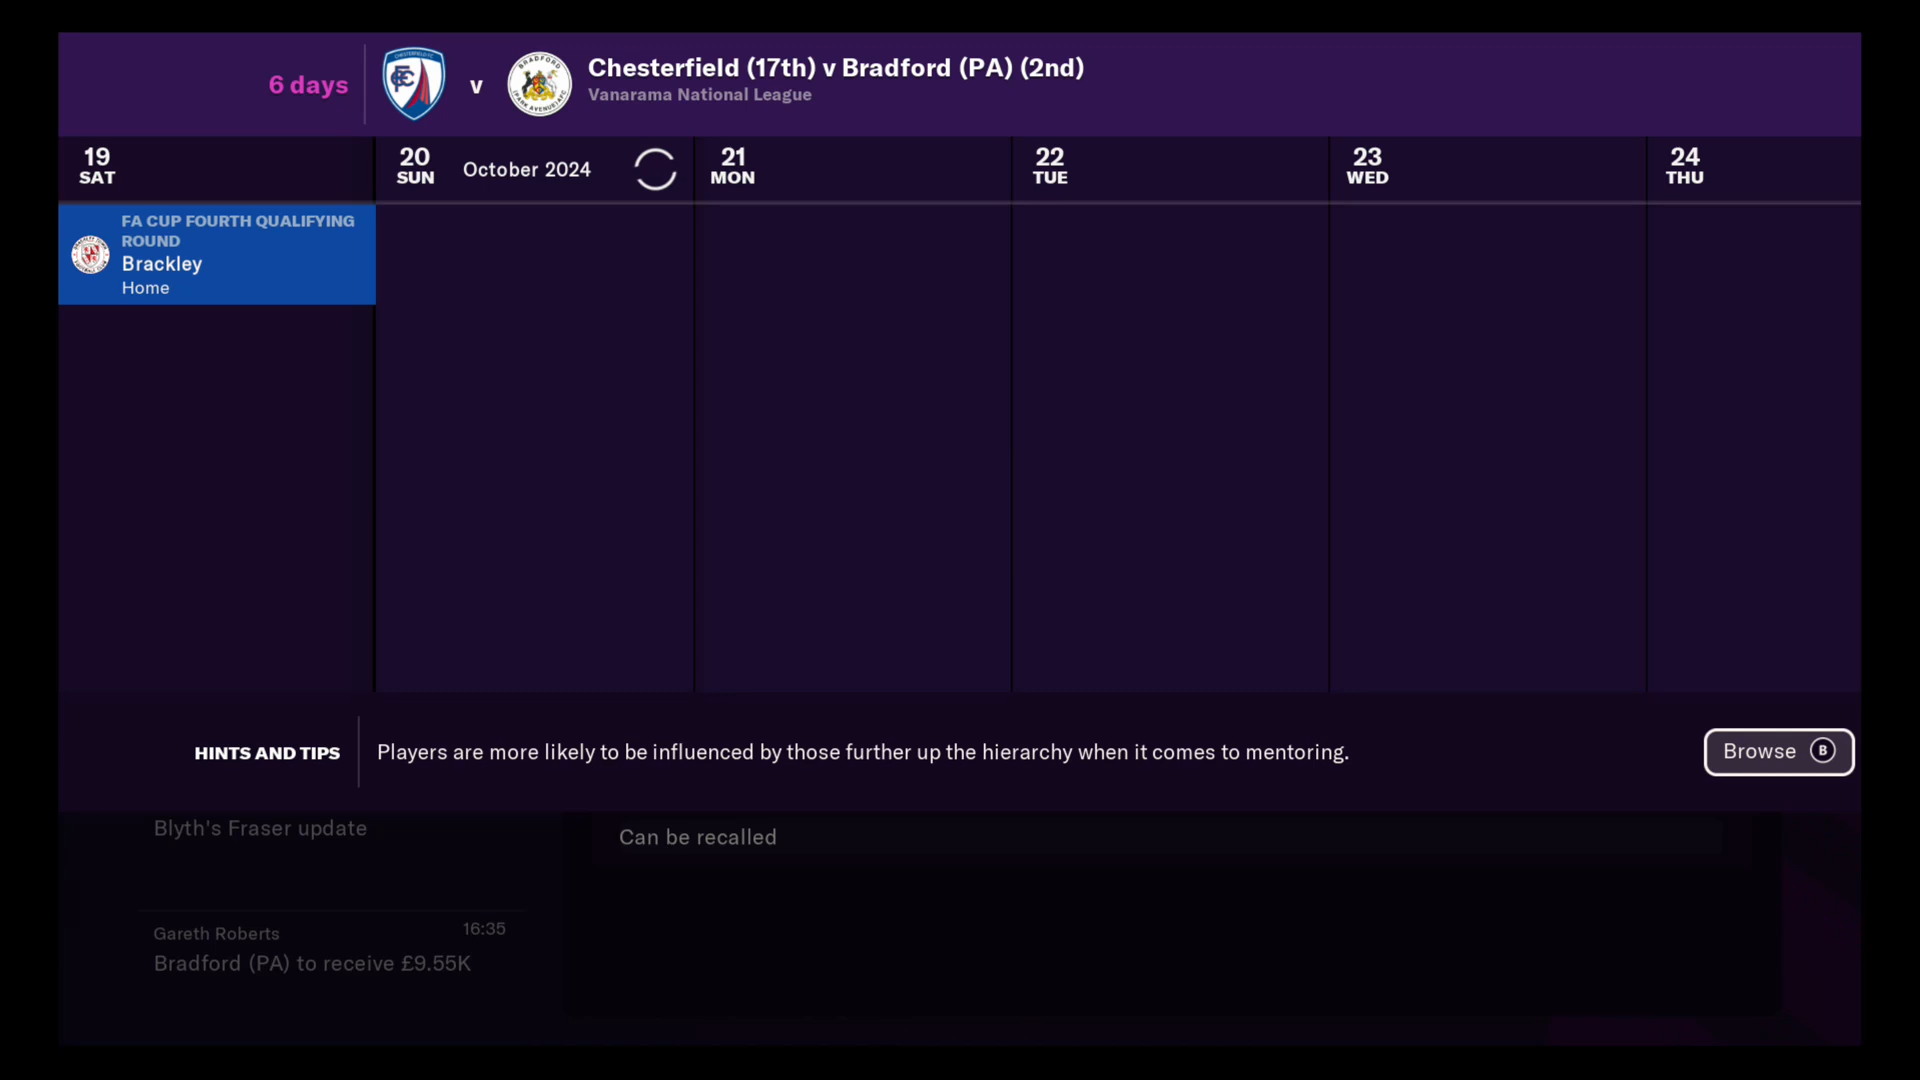 6 days
v
Chesterfield (17th) v Bradford (PA) (2nd)
Vanarama National League
19
SAT
20
SUN
October 2024
21
MON
22
TUE
23
WED
24
THU
FA CUP FOURTH QUALIFYING
ROUND
Brackley
Home
HINTS AND TIPS
Players are more likely to be influenced by those further up the hierarchy when it comes to mentoring.
Browse B
Blyth's Fraser update
Can be recalled
Gareth Roberts
16:35
Bradford (PA) to receive £9.55K